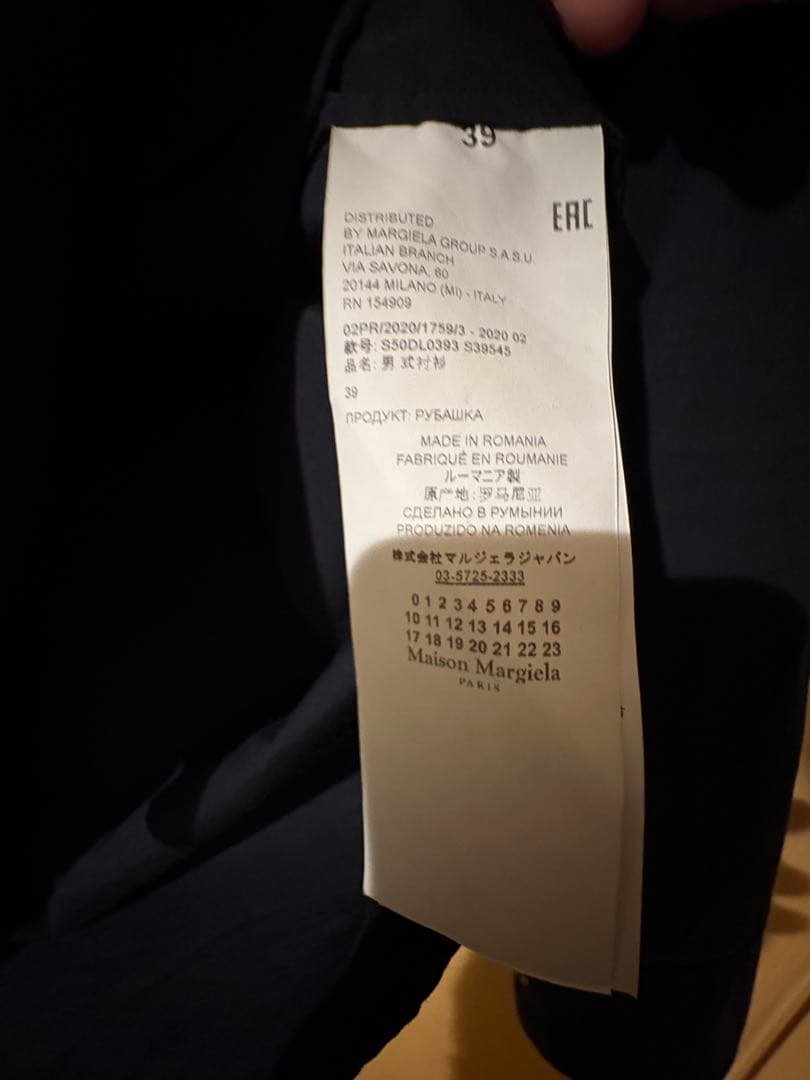 39
EAC
DISTRIBUTED
BY MARGIELA GROUP S.A.S.U.
ITALIAN BRANCH
VIA SAVONA, 60
20144 MILANO (MI) - ITALY
RN 154909
02PR/2020/1759/3 - 2020 02
款号: S50DL0393 S39545
品名: 男 式衬衫
39
ПРОДУКТ: РУБАШКА
MADE IN ROMANIA
FABRIQUÉ EN ROUMANIE
ルーマニア製
原产地: 罗马尼亚
СДЕЛАНО В РУМЫНИИ
PRODUZIDO NA ROMENIA
株式会社マルジェラジャパン
03-5725-2333
0 1 2 3 4 5 6 7 8 9
10 11 12 13 14 15 16
17 18 19 20 21 22 23
Maison Margiela
PARIS